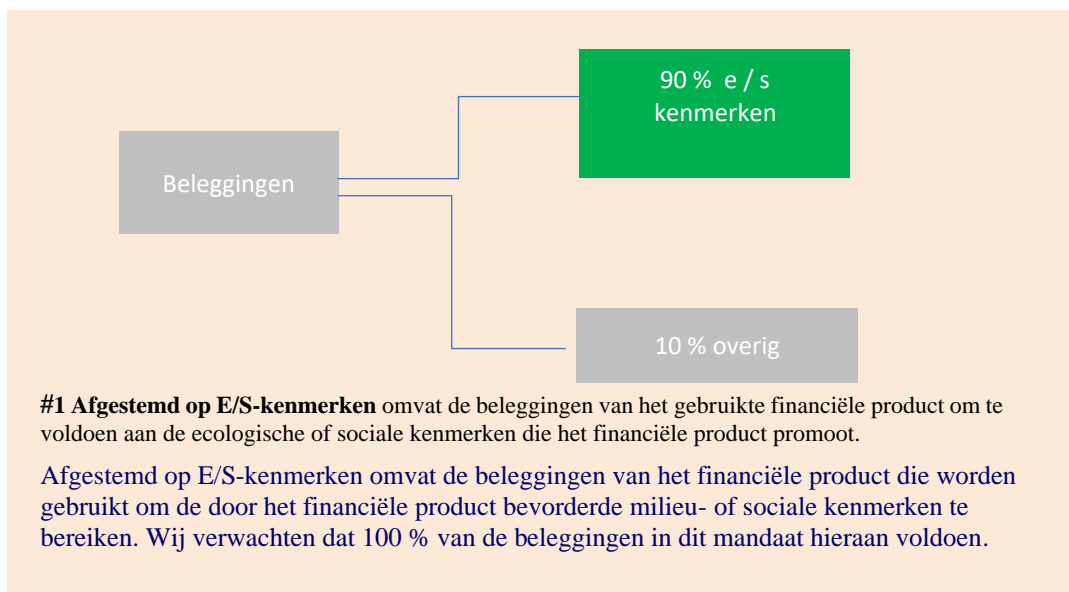 90 % e / s
kenmerken
Beleggingen
10 % overig
#1 Afgestemd op E/S-kenmerken omvat de beleggingen van het gebruikte financiële product om te
voldoen aan de ecologische of sociale kenmerken die het financiële product promoot.
Afgestemd op E/S-kenmerken omvat de beleggingen van het financiële product die worden
gebruikt om de door het financiële product bevorderde milieu- of sociale kenmerken te
bereiken. Wij verwachten dat 100 % van de beleggingen in dit mandaat hieraan voldoen.